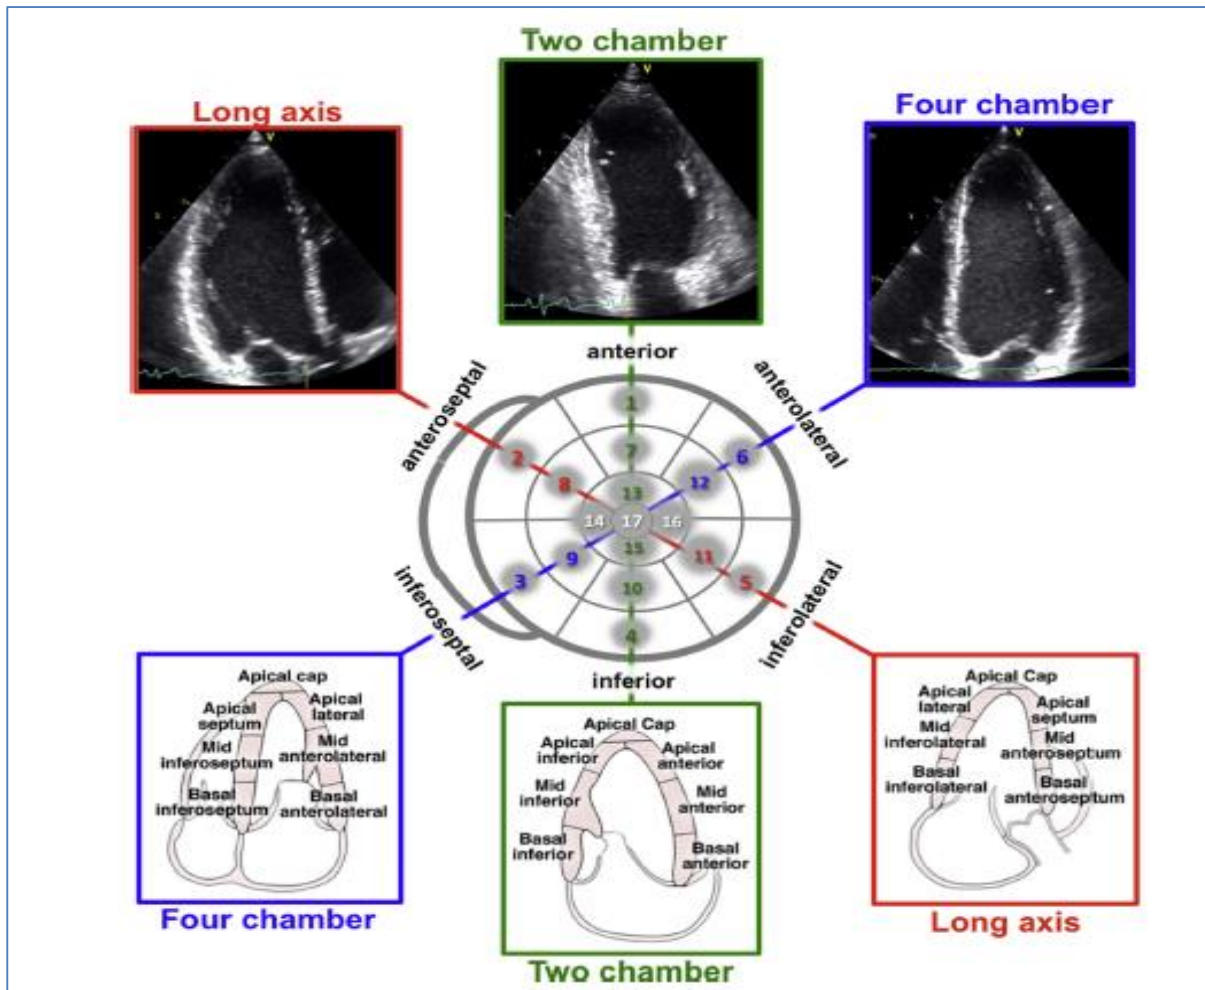 Two chamber
Long axis
Four chamber
V
V
V
anterior
anteroseptal
anterolateral
1
7
2
6
8
12
13
14 17 16
15
9
11
3
5
10
4
inferoseptal
inferolateral
inferior
Apical cap
Apical septum
Apical lateral
Mid inferoseptum
Mid anterolateral
Basal inferoseptum
Basal anterolateral
Four chamber
Apical Cap
Apical inferior
Apical anterior
Mid inferior
Mid anterior
Basal inferior
Basal anterior
Two chamber
Apical Cap
Apical lateral
Apical septum
Mid inferolateral
Mid anteroseptum
Basal inferolateral
Basal anteroseptum
Long axis